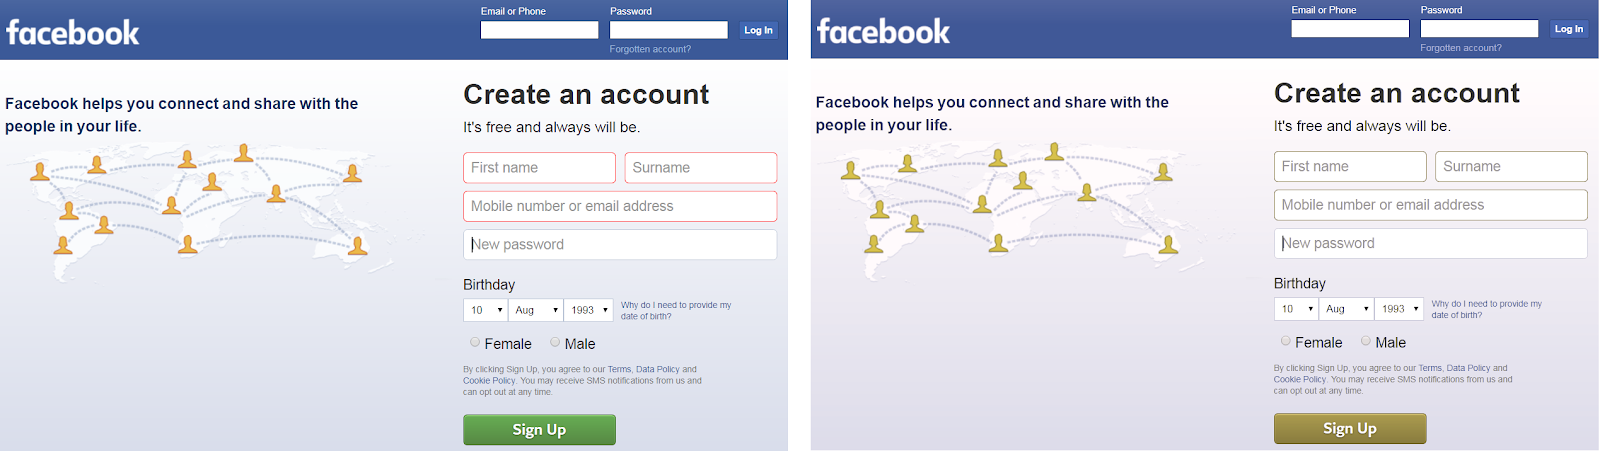 facebook
Email or Phone
Password
Log In
Forgotten account?
Facebook helps you connect and share with the
people in your life.
Create an account
It's free and always will be.
First name
Surname
Mobile number or email address
New password
Birthday
10
Aug
1993
Why do I need to provide my
date of birth?
Female
Male
By clicking Sign Up, you agree to our Terms, Data Policy and
Cookie Policy. You may receive SMS notifications from us and
can opt out at any time.
Sign Up
facebook
Email or Phone
Password
Log In
Forgotten account?
Facebook helps you connect and share with the
people in your life.
Create an account
It's free and always will be.
First name
Surname
Mobile number or email address
New password
Birthday
10
Aug
1993
Why do I need to provide my
date of birth?
Female
Male
By clicking Sign Up, you agree to our Terms, Data Policy and
Cookie Policy. You may receive SMS notifications from us and
can opt out at any time.
Sign Up